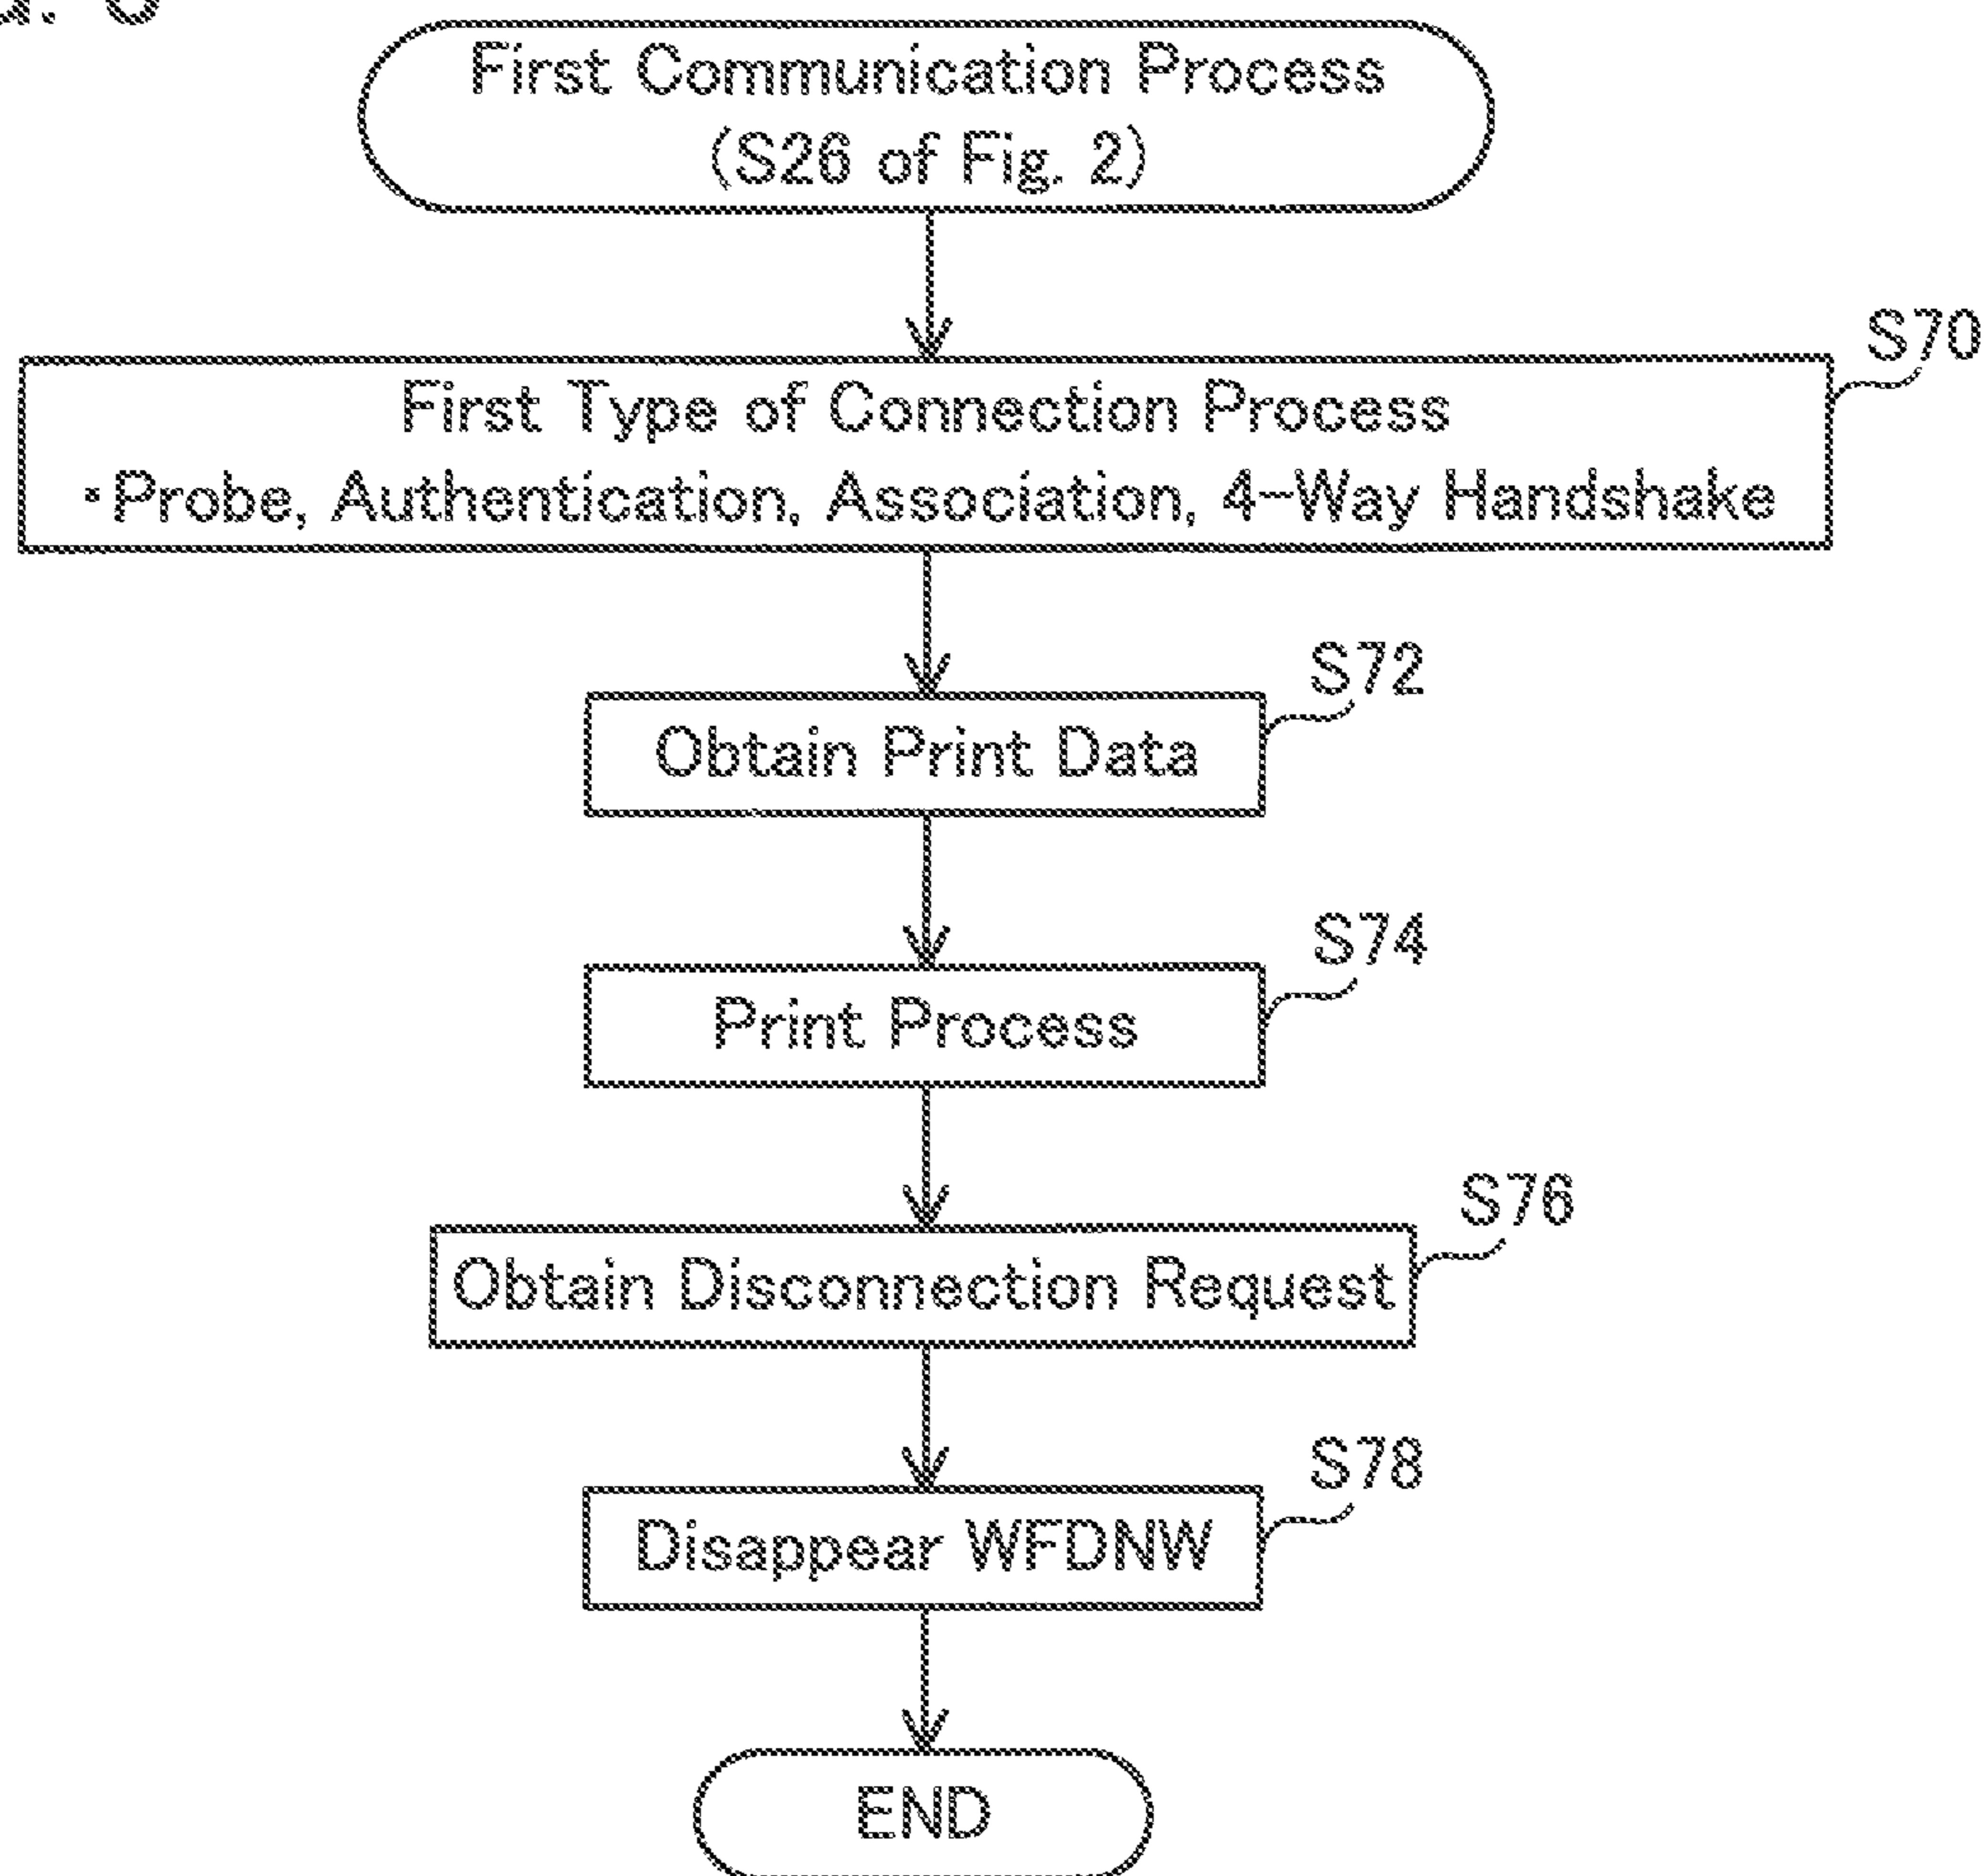 First Communication Process
(S26 of Fig. 2)
S70
First Type of Connection Process
・Probe, Authentication, Association, 4-Way Handshake
S72
Obtain Print Data
S74
Print Process
S76
Obtain Disconnection Request
S78
Disappear WFDNW
END